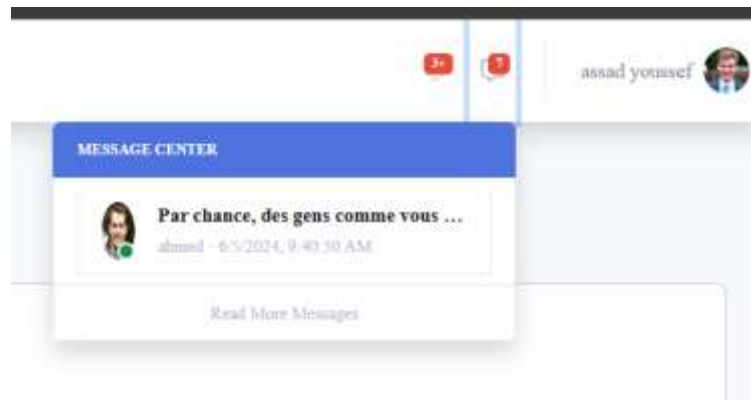 3+
7
assad youssef
MESSAGE CENTER
Par chance, des gens comme vous …
ahmed · 6/5/2024, 9:40:50 AM
Read More Messages